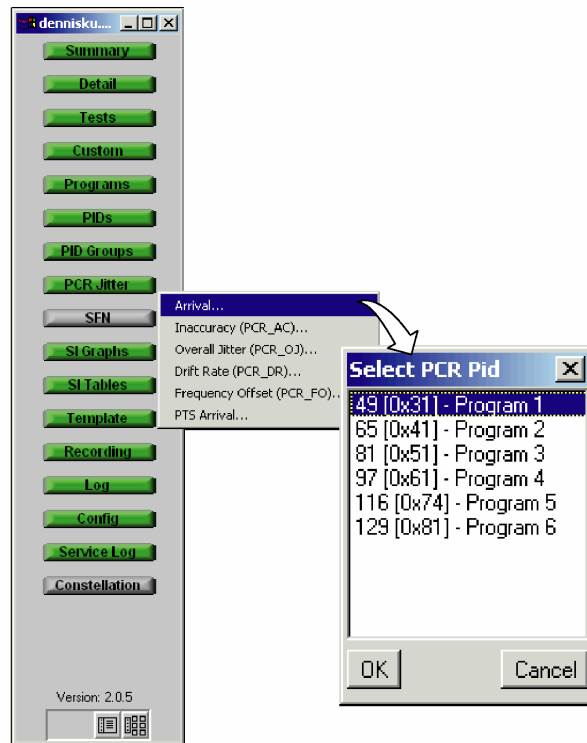 dennisku....
Summary
Detail
Tests
Custom
Programs
PIDs
PID Groups
PCR Jitter
SFN
SI Graphs
SI Tables
Template
Recording
Log
Config
Service Log
Constellation
Version: 2.0.5
Arrival...
Inaccuracy (PCR_AC)...
Overall Jitter (PCR_OJ)...
Drift Rate (PCR_DR)...
Frequency Offset (PCR_FO)...
PTS Arrival...
Select PCR Pid
49 [0x31] - Program 1
65 [0x41] - Program 2
81 [0x51] - Program 3
97 [0x61] - Program 4
116 [0x74] - Program 5
129 [0x81] - Program 6
OK
Cancel